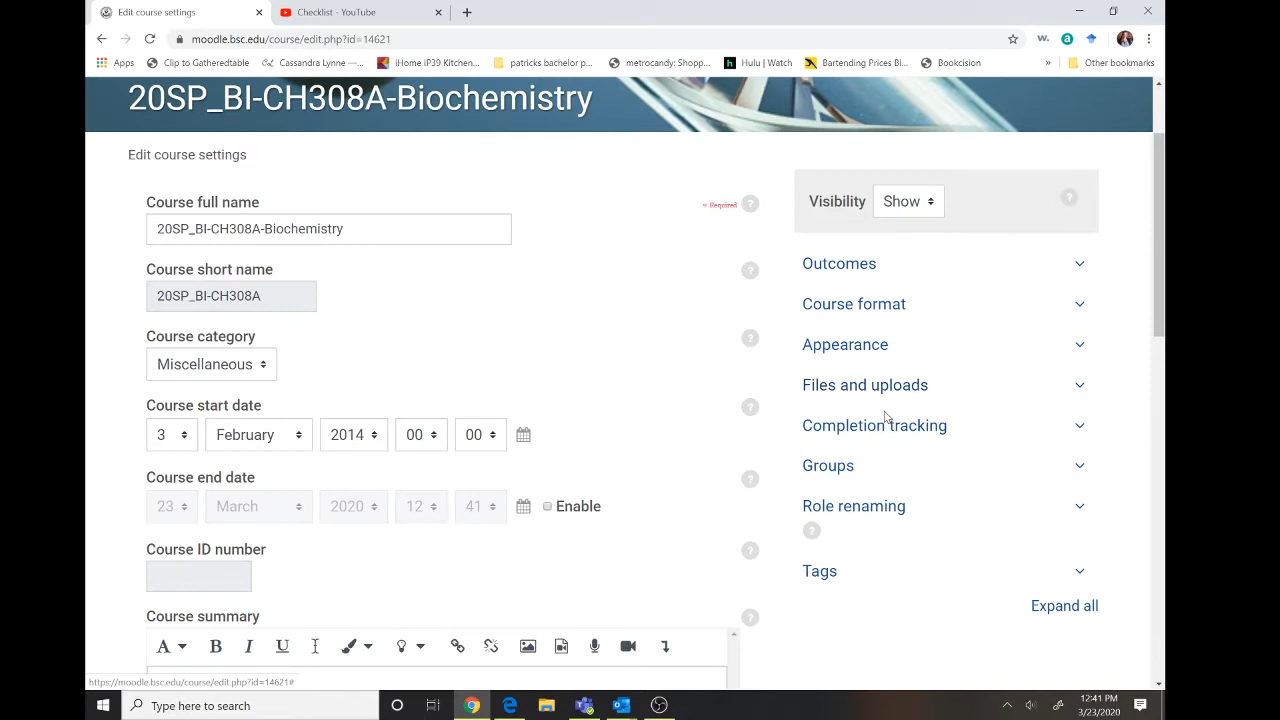 Edit course settings
Checklist - YouTube
moodle.bsc.edu/course/edit.php?id=14621
w.
a
Apps
Clip to Gatheredtable
Cassandra Lynne —...
iHome iP39 Kitchen...
patricks bachelor p...
metrocandy: Shopp...
Hulu | Watch
Bartending Prices Bl...
Bookcision
»
Other bookmarks
20SP_BI-CH308A-Biochemistry
Edit course settings
Course full name
Required
20SP_BI-CH308A-Biochemistry
Course short name
20SP_BI-CH308A
Course category
Miscellaneous
Course start date
3 February 2014 00 00
Course end date
23 March 2020 12 41 Enable
Course ID number
Course summary
A B I U
Visibility Show
Outcomes
Course format
Appearance
Files and uploads
Completion tracking
Groups
Role renaming
Tags
Expand all
https://moodle.bsc.edu/course/edit.php?id=14621#
Type here to search
12:41 PM
3/23/2020